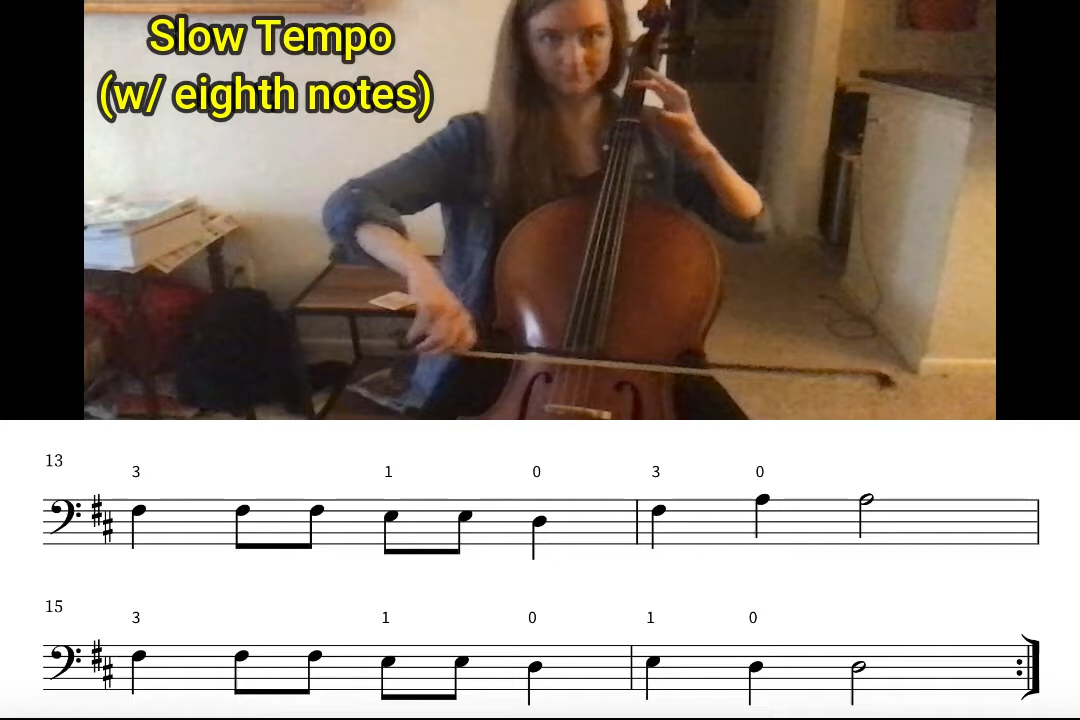 Slow Tempo
(w/ eighth notes)
13
3 1 0 3 0
15
3 1 0 1 0